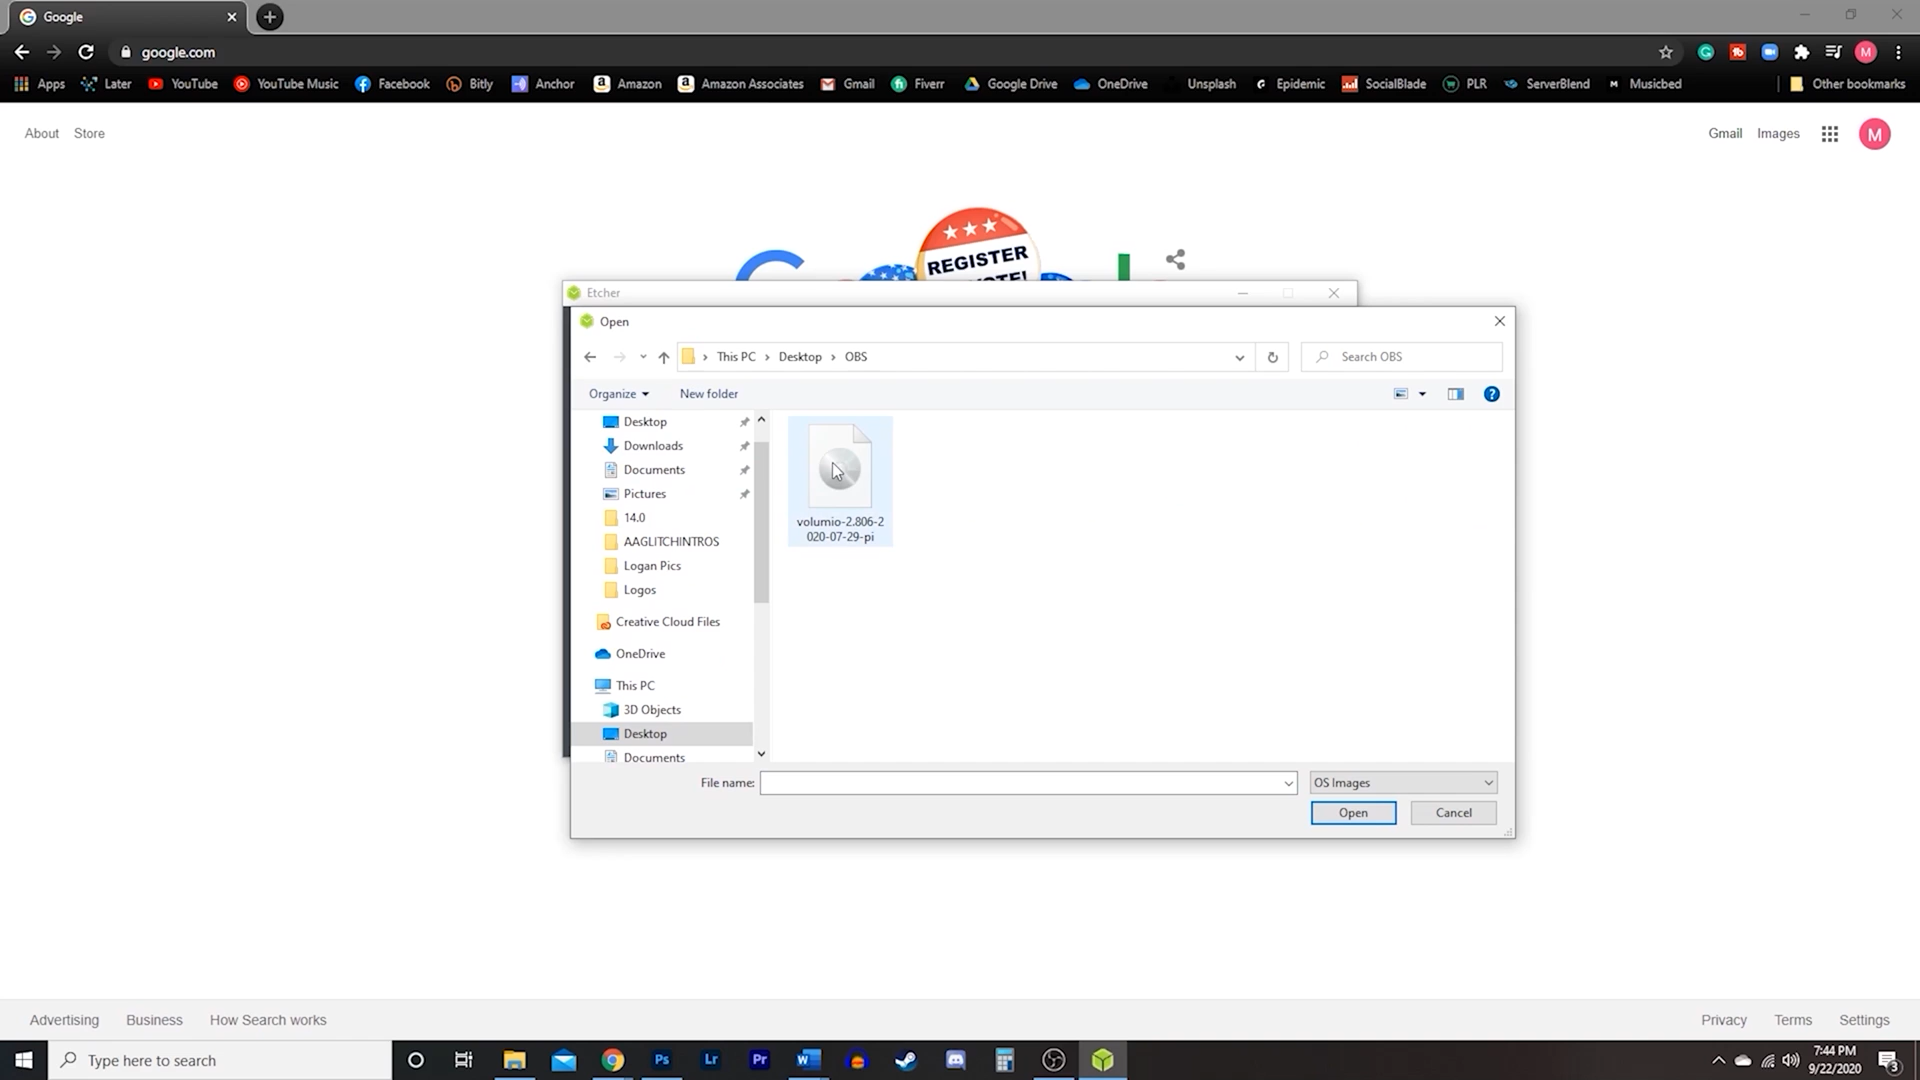 Google
google.com
Apps Later YouTube YouTube Music Facebook Bitly Anchor Amazon Amazon Associates Gmail Fiverr Google Drive OneDrive Unsplash Epidemic SocialBlade PLR ServerBlend Musicbed Other bookmarks
M
About Store Gmail Images M
REGISTER
Etcher
Open
This PC > Desktop > OBS
Search OBS
Organize New folder
Desktop
Downloads
Documents
Pictures
14.0
AAGLITCHINTROS
Logan Pics
Logos
Creative Cloud Files
OneDrive
This PC
3D Objects
Desktop
Documents
volumio-2.806-2
020-07-29-pi
File name: OS Images
Open Cancel
Advertising Business How Search works Privacy Terms Settings
Type here to search
Ps Lr Pr W
7:44 PM
9/22/2020
3